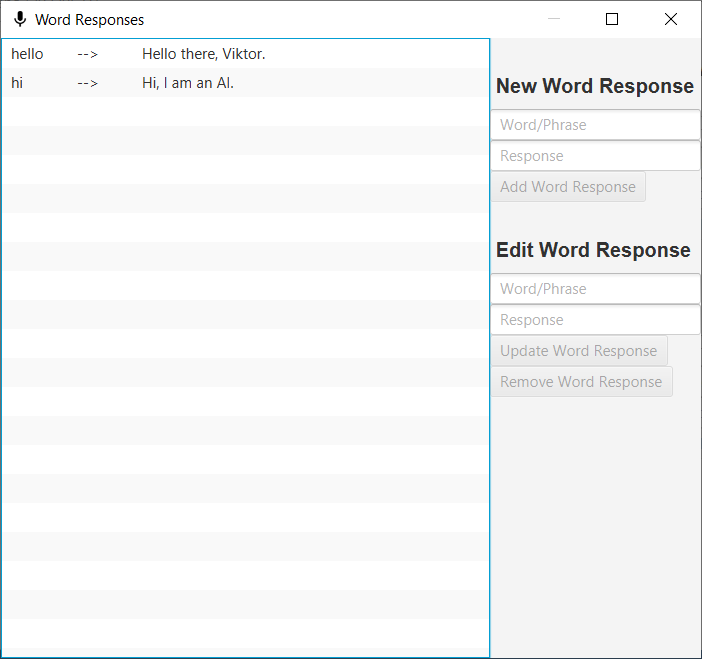 Word Responses
hello --> Hello there, Viktor.
hi --> Hi, I am an AI.
New Word Response
Word/Phrase
Response
Add Word Response
Edit Word Response
Word/Phrase
Response
Update Word Response
Remove Word Response